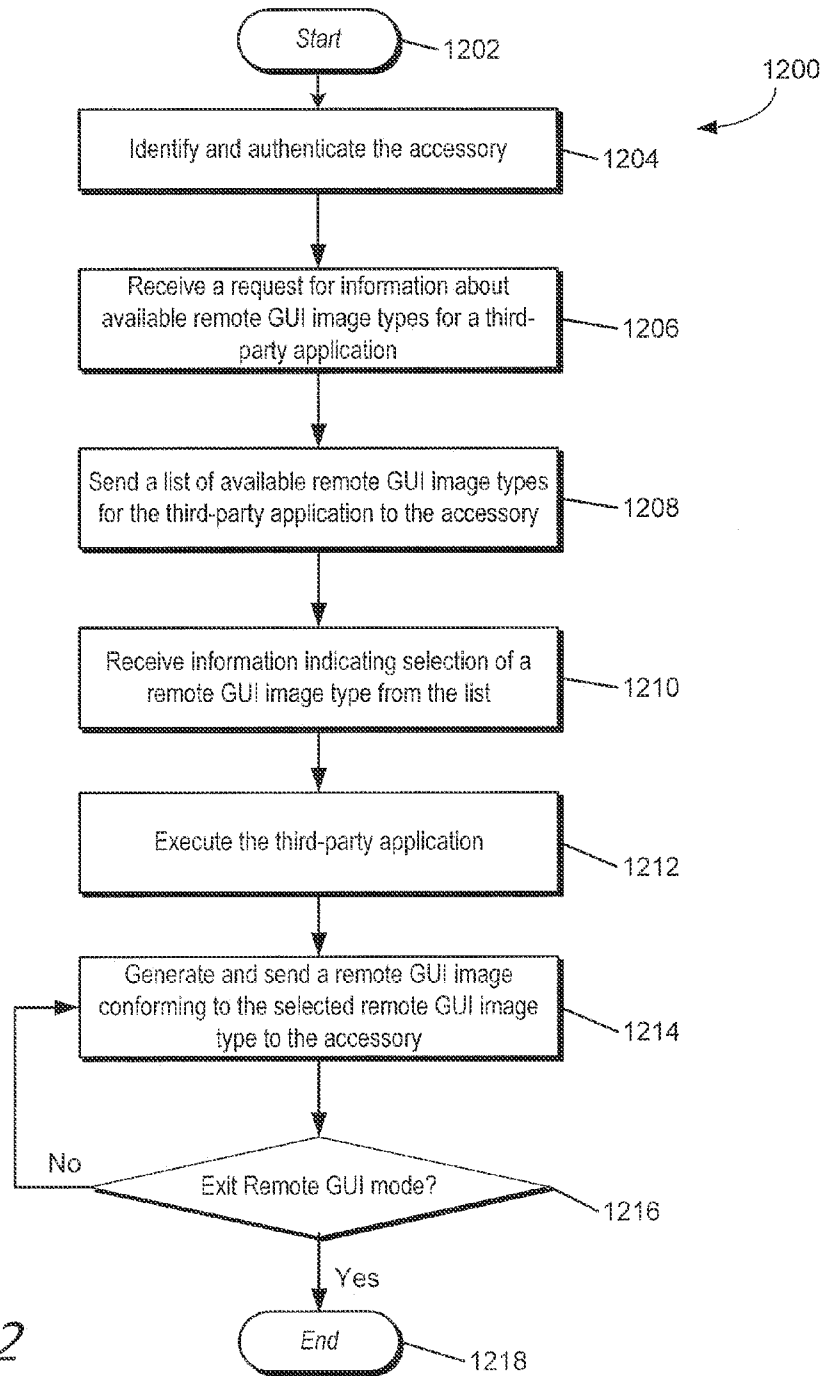 Start
1202
1200
Identify and authenticate the accessory
1204
Receive a request for information about
available remote GUI image types for a third-
party application
1206
Send a list of available remote GUI image types
for the third-party application to the accessory
1208
Receive information indicating selection of a
remote GUI image type from the list
1210
Execute the third-party application
1212
Generate and send a remote GUI image
conforming to the selected remote GUI image
type to the accessory
1214
No
Exit Remote GUI mode?
1216
Yes
End
1218
2